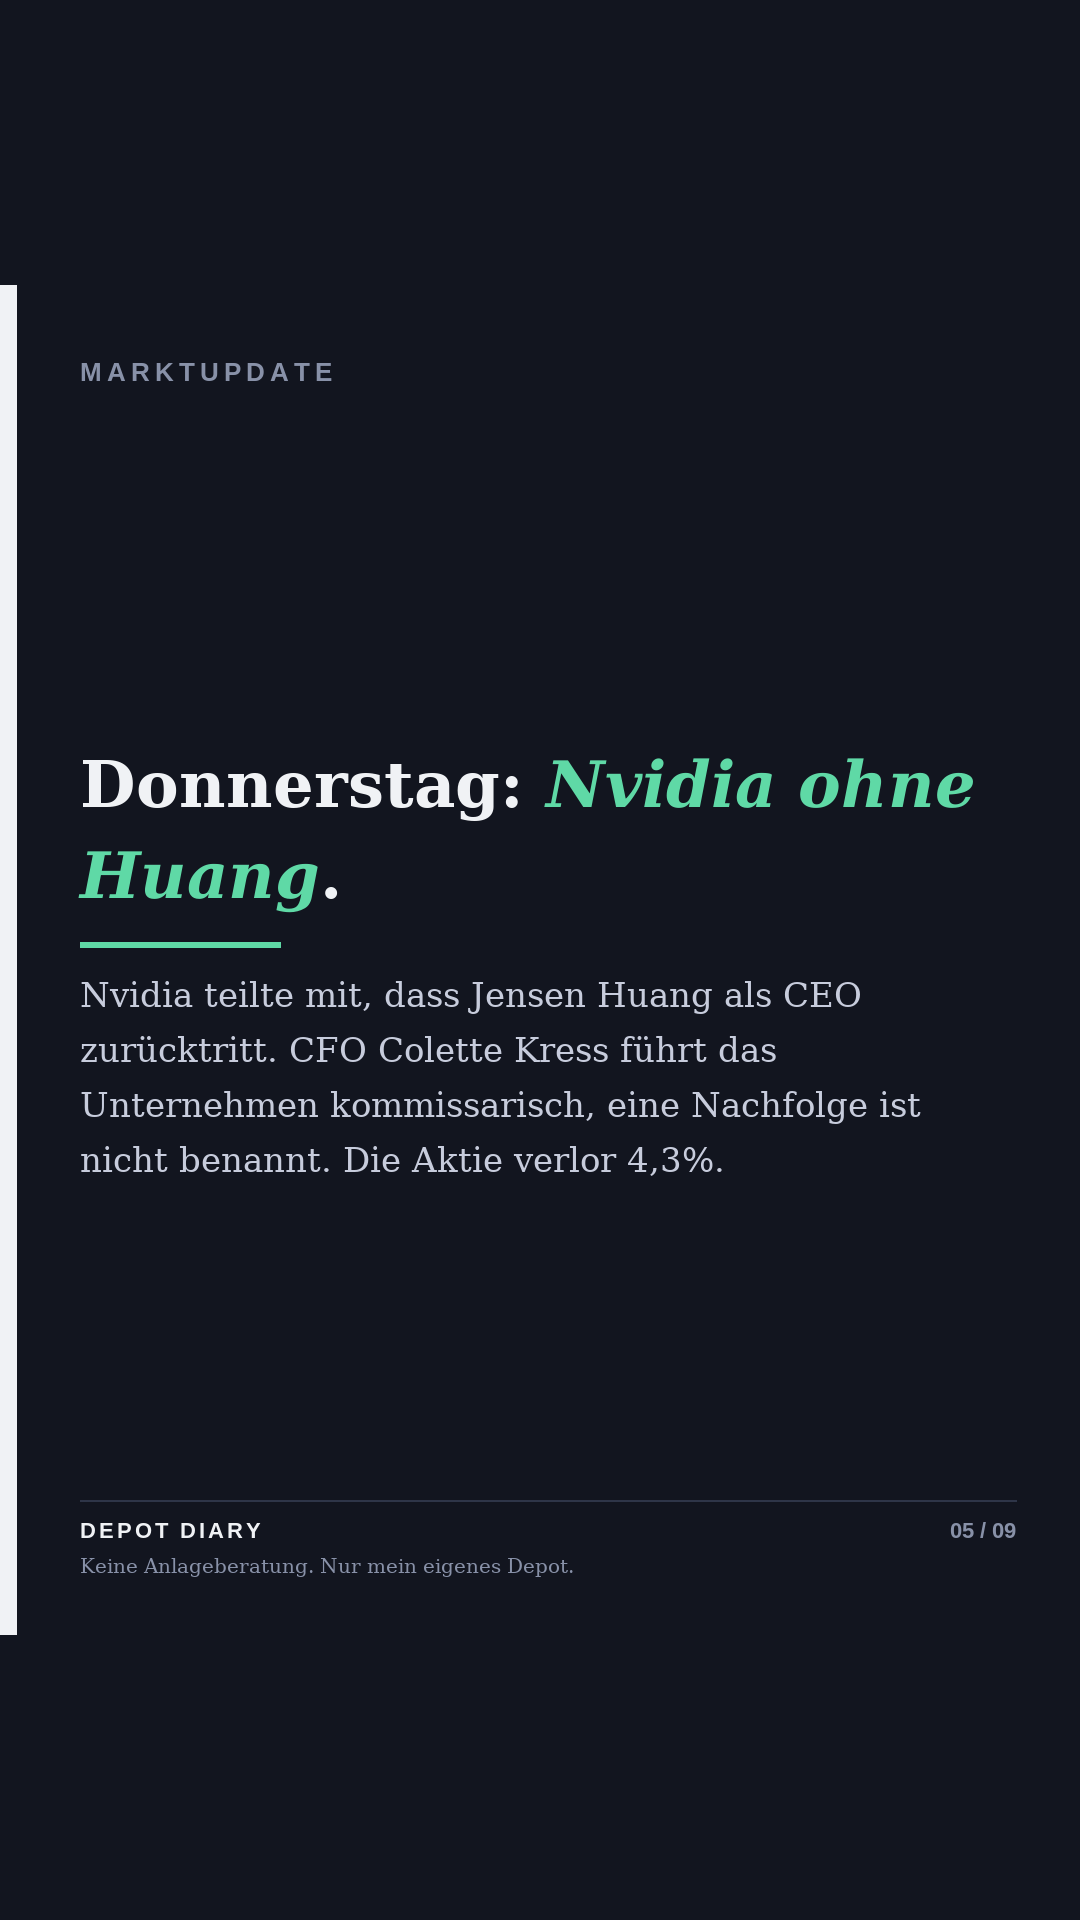 MARKTUPDATE
Donnerstag: Nvidia ohne
Huang.
Nvidia teilte mit, dass Jensen Huang als CEO
zurücktritt. CFO Colette Kress führt das
Unternehmen kommissarisch, eine Nachfolge ist
nicht benannt. Die Aktie verlor 4,3%.
DEPOT DIARY
05 / 09
Keine Anlageberatung. Nur mein eigenes Depot.